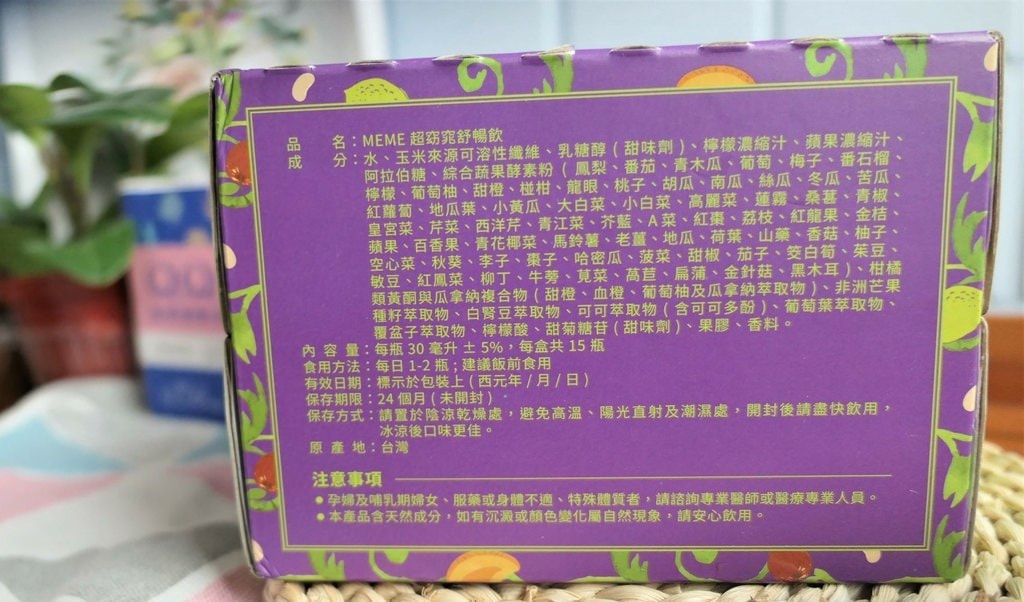 品　　名：MEME 超窈窕舒暢飲
成　　分：水、玉米來源可溶性纖維、乳糖醇（甜味劑）、檸檬濃縮汁、蘋果濃縮汁、
阿拉伯糖、綜合蔬果酵素粉（鳳梨、番茄、青木瓜、葡萄、梅子、番石榴、
檸檬、葡萄柚、甜橙、椪柑、龍眼、桃子、胡瓜、南瓜、絲瓜、冬瓜、苦瓜、
紅蘿蔔、地瓜葉、小黃瓜、大白菜、小白菜、高麗菜、蓮霧、桑葚、青椒、
皇宮菜、芹菜、西洋芹、青江菜、芥藍、A菜、紅棗、荔枝、紅龍果、金桔、
蘋果、百香果、青花椰菜、馬鈴薯、老薑、地瓜、荷葉、山藥、香菇、柚子、
空心菜、秋葵、李子、棗子、哈密瓜、菠菜、甜椒、茄子、筊白筍、茱豆、
敏豆、紅鳳菜、柳丁、牛蒡、莧菜、萵苣、扁蒲、金針菇、黑木耳）、柑橘
類黃酮與瓜拿納複合物（甜橙、血橙、葡萄柚及瓜拿納萃取物）、非洲芒果
種籽萃取物、白腎豆萃取物、可可萃取物（含可可多酚）、葡萄葉萃取物、
覆盆子萃取物、檸檬酸、甜菊糖苷（甜味劑）、果膠、香料。
內 容 量：每瓶 30 毫升 ± 5%，每盒共 15 瓶
食用方法：每日 1-2 瓶；建議飯前食用
有效日期：標示於包裝上（西元年 / 月 / 日）
保存期限：24 個月（未開封）
保存方式：請置於陰涼乾燥處，避免高溫、陽光直射及潮濕處，開封後請盡快飲用，
冰涼後口味更佳。
原 產 地：台灣
注意事項
● 孕婦及哺乳期婦女、服藥或身體不適、特殊體質者，請諮詢專業醫師或醫療專業人員。
● 本產品含天然成分，如有沉澱或顏色變化屬自然現象，請安心飲用。